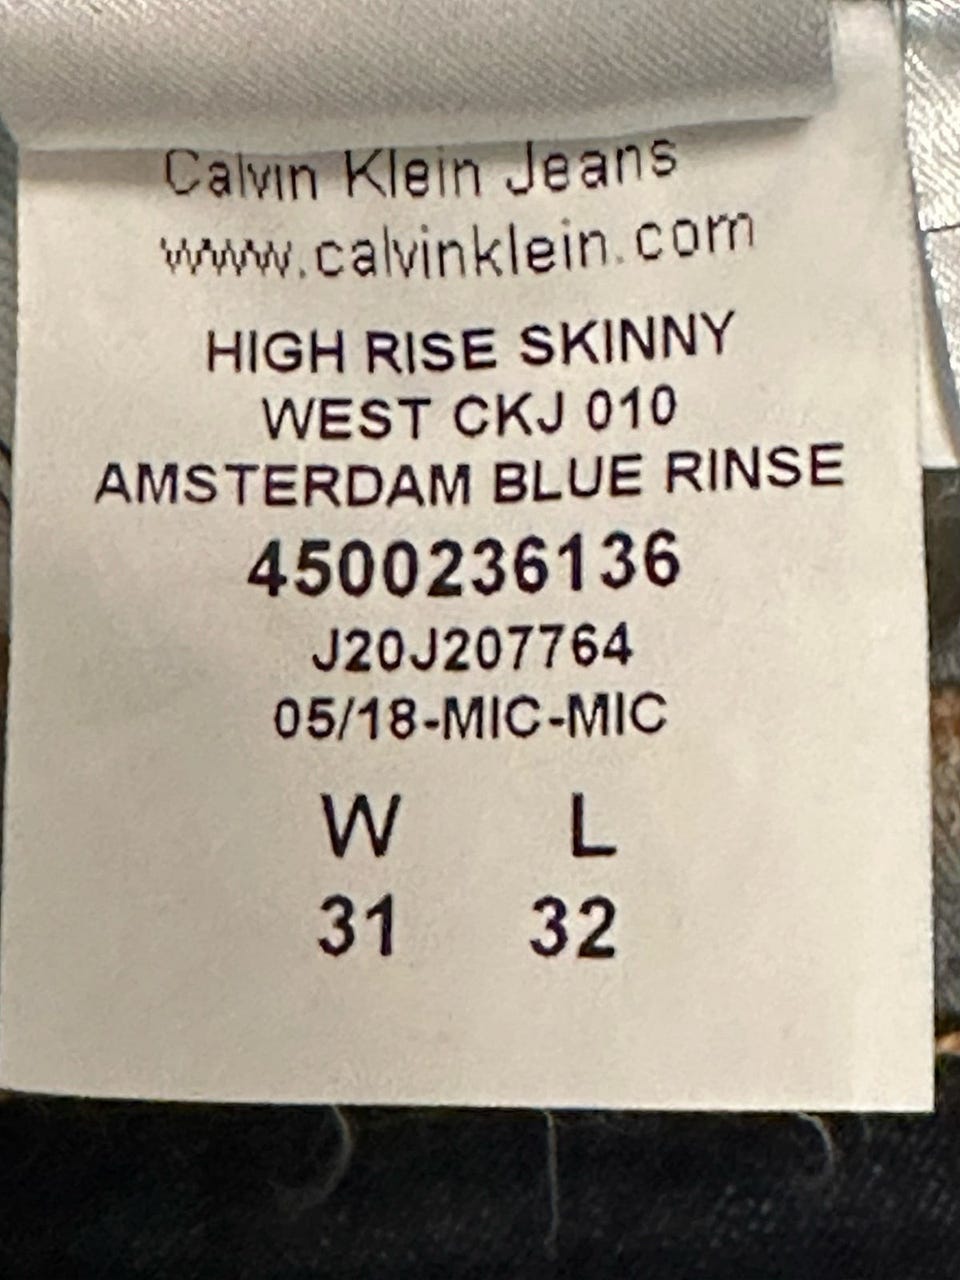 Calvin Klein Jeans
www.calvinklein.com
HIGH RISE SKINNY
WEST CKJ 010
AMSTERDAM BLUE RINSE
4500236136
J20J207764
05/18-MIC-MIC
W L
31 32